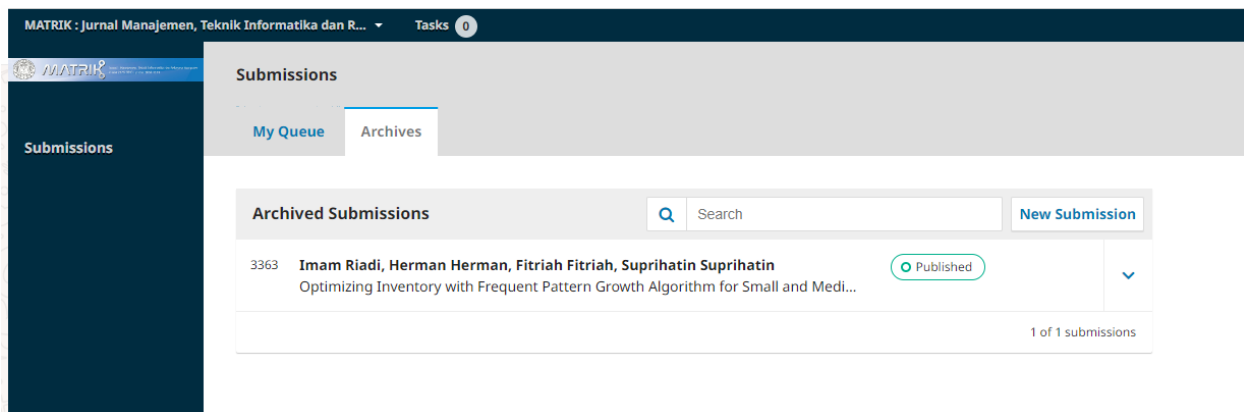 MATRIK : Jurnal Manajemen, Teknik Informatika dan R... Tasks 0
MATRIK
Submissions
Submissions
My Queue Archives
Archived Submissions Search New Submission
3363 Imam Riadi, Herman Herman, Fitriah Fitriah, Suprihatin Suprihatin Published
Optimizing Inventory with Frequent Pattern Growth Algorithm for Small and Medi...
1 of 1 submissions